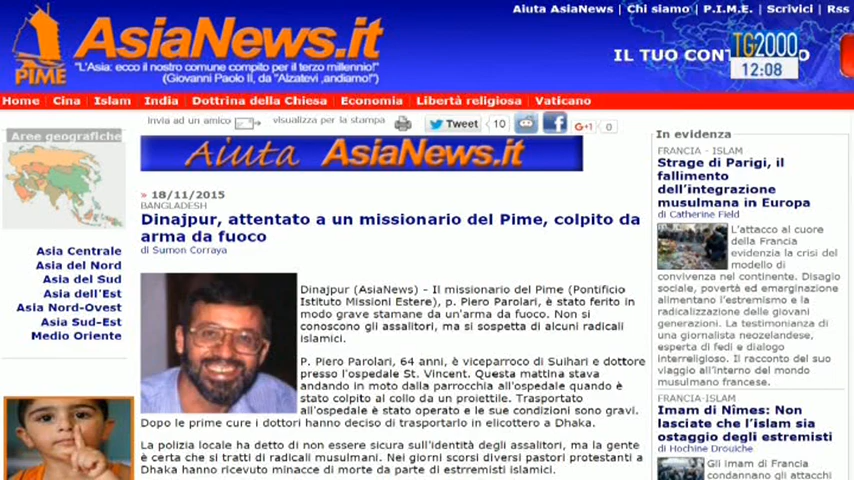 Aiuta AsiaNews | Chi siamo | P.I.M.E. | Scrivici | Rss
AsiaNews.it
PIME
"L'Asia: ecco il nostro comune compito per il terzo millennio!"
(Giovanni Paolo II, da "Alzatevi ,andiamo!")
IL TUO
TG2000
12:08
Home | Cina | Islam | India | Dottrina della Chiesa | Economia | Libertà religiosa | Vaticano
Invia ad un amico
visualizza per la stampa
Tweet
10
+1
0
Aree geografiche
Asia Centrale
Asia del Nord
Asia del Sud
Asia dell'Est
Asia Nord-Ovest
Asia Sud-Est
Medio Oriente
Aiuta AsiaNews.it
» 18/11/2015
BANGLADESH
Dinajpur, attentato a un missionario del Pime, colpito da
arma da fuoco
di Sumon Corraya
Dinajpur (AsiaNews) - Il missionario del Pime (Pontificio
Istituto Missioni Estere), p. Piero Parolari, è stato ferito in
modo grave stamane da un'arma da fuoco. Non si
conoscono gli assalitori, ma si sospetta di alcuni radicali
islamici.
P. Piero Parolari, 64 anni, è viceparroco di Suihari e dottore
presso l'ospedale St. Vincent. Questa mattina stava
andando in moto dalla parrocchia all'ospedale quando è
stato colpito al collo da un proiettile. Trasportato
all'ospedale è stato operato e le sue condizioni sono gravi.
Dopo le prime cure i dottori hanno deciso di trasportarlo in elicottero a Dhaka.
La polizia locale ha detto di non essere sicura sull'identità degli assalitori, ma la gente
è certa che si tratti di radicali musulmani. Nei giorni scorsi diversi pastori protestanti a
Dhaka hanno ricevuto minacce di morte da parte di estremisti islamici.
In evidenza
FRANCIA - ISLAM
Strage di Parigi, il
fallimento
dell'integrazione
musulmana in Europa
di Catherine Field
L'attacco al cuore
della Francia
evidenzia la crisi del
modello di
convivenza nel continente. Disagio
sociale, povertà ed emarginazione
alimentano l'estremismo e la
radicalizzazione delle giovani
generazioni. La testimonianza di
una giornalista neozelandese,
esperta di fedi e dialogo
interreligioso. Il racconto del suo
viaggio all'interno del mondo
musulmano francese.
FRANCIA-ISLAM
Imam di Nîmes: Non
lasciate che l'islam sia
ostaggio degli estremisti
di Hochine Drouiche
Gli imam di Francia
condannano gli attacchi